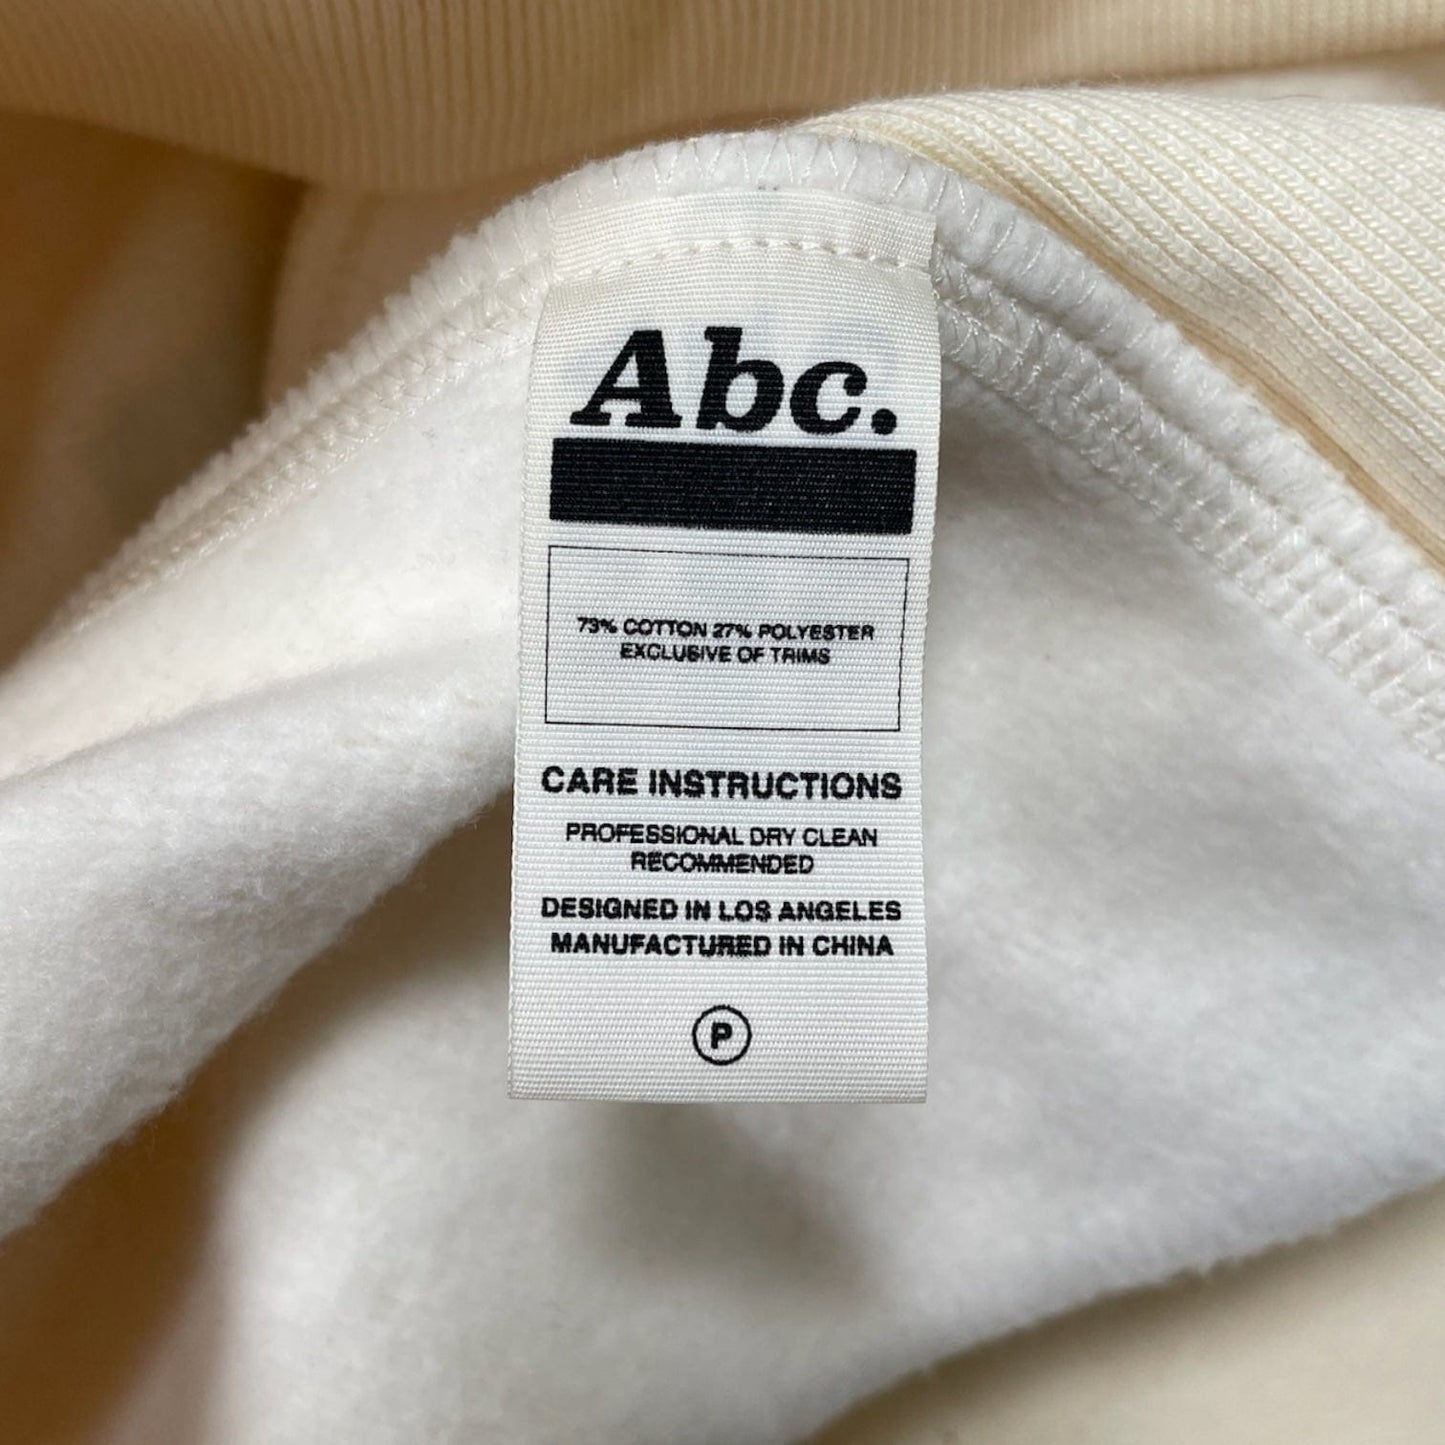 Abc.
73% COTTON 27% POLYESTER
EXCLUSIVE OF TRIMS
CARE INSTRUCTIONS
PROFESSIONAL DRY CLEAN
RECOMMENDED
DESIGNED IN LOS ANGELES
MANUFACTURED IN CHINA
P